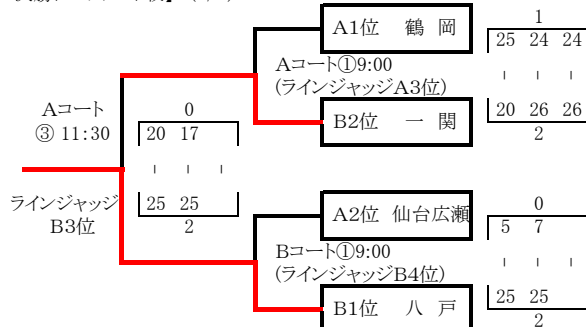 A1位 鶴 岡
1
25 24 24
Aコート①9:00
(ラインジャッジA3位)
20 26 26
2
B2位 一 関
Aコート
③ 11:30
0
20 17
ラインジャッジ
B3位
25 25
2
A2位 仙台広瀬
0
5 7
Bコート①9:00
(ラインジャッジB4位)
25 25
2
B1位 八 戸